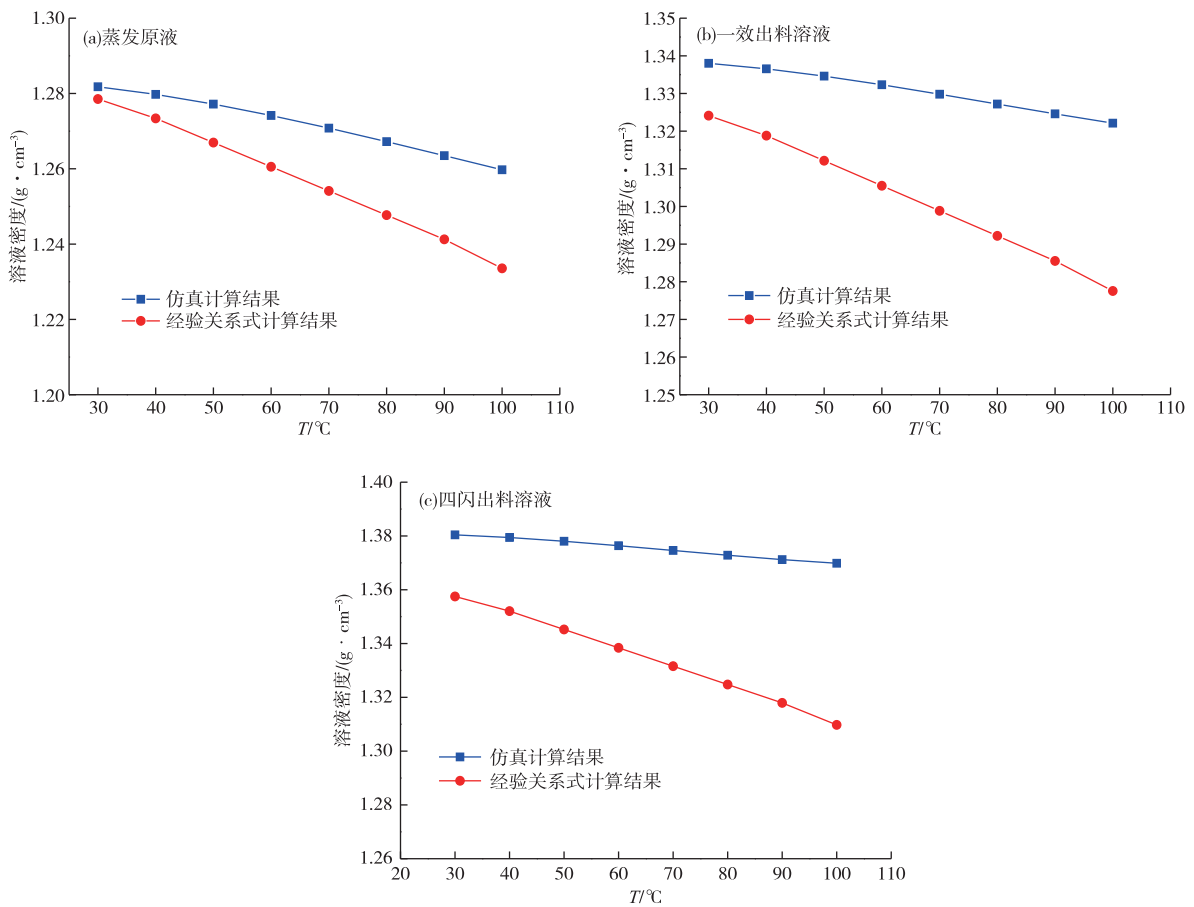 (a)蒸发原液
1.30
1.28
1.26
1.24
1.22
1.20
溶液密度/(g · cm⁻³)
仿真计算结果
经验关系式计算结果
30 40 50 60 70 80 90 100 110
T/℃
(b)一效出料溶液
1.35
1.34
1.33
1.32
1.31
1.30
1.29
1.28
1.27
1.26
1.25
溶液密度/(g · cm⁻³)
仿真计算结果
经验关系式计算结果
30 40 50 60 70 80 90 100 110
T/℃
(c)四闪出料溶液
1.40
1.38
1.36
1.34
1.32
1.30
1.28
1.26
溶液密度/(g · cm⁻³)
仿真计算结果
经验关系式计算结果
20 30 40 50 60 70 80 90 100 110
T/℃